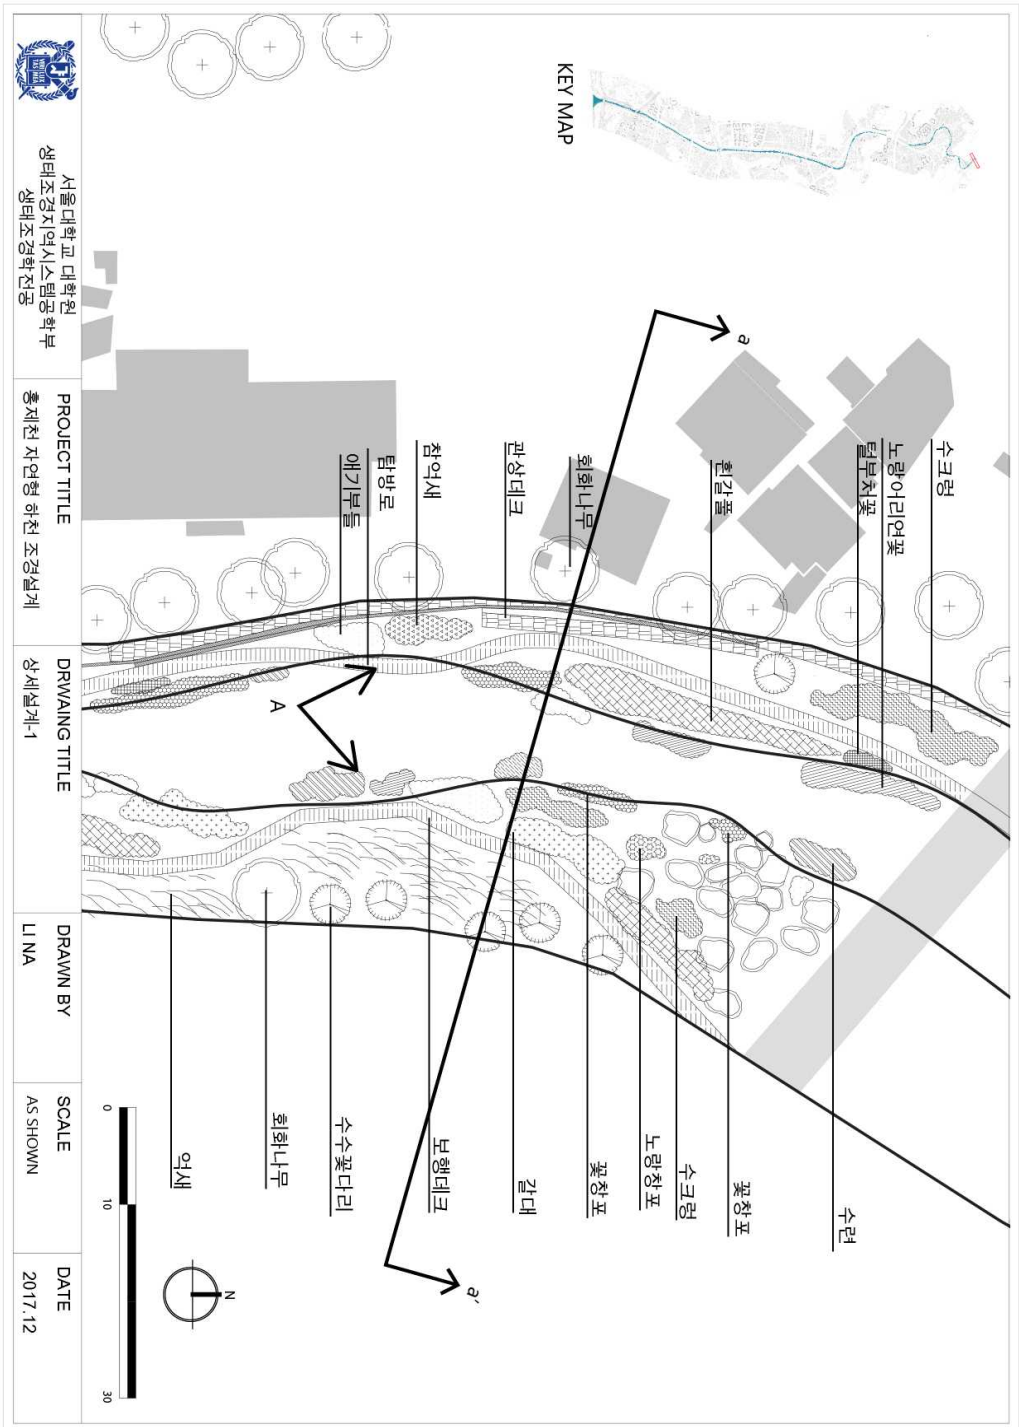 KEY MAP
a
수크령
노랑어리연꽃
털부처꽃
흰갈풀
회화나무
관상데크
참억새
탐방로
애기부들
A
수련
꽃창포
수크령
노랑창포
꽃창포
갈대
보행데크
수수꽃다리
회화나무
억새
a'
N
0 10 30
서울대학교 대학원
생태조경지역시스템공학부
생태조경학전공
PROJECT TITLE
홍제천 자연형 하천 조경설계
DRWAING TITLE
상세설계-1
DRAWN BY
LI NA
SCALE
AS SHOWN
DATE
2017.12